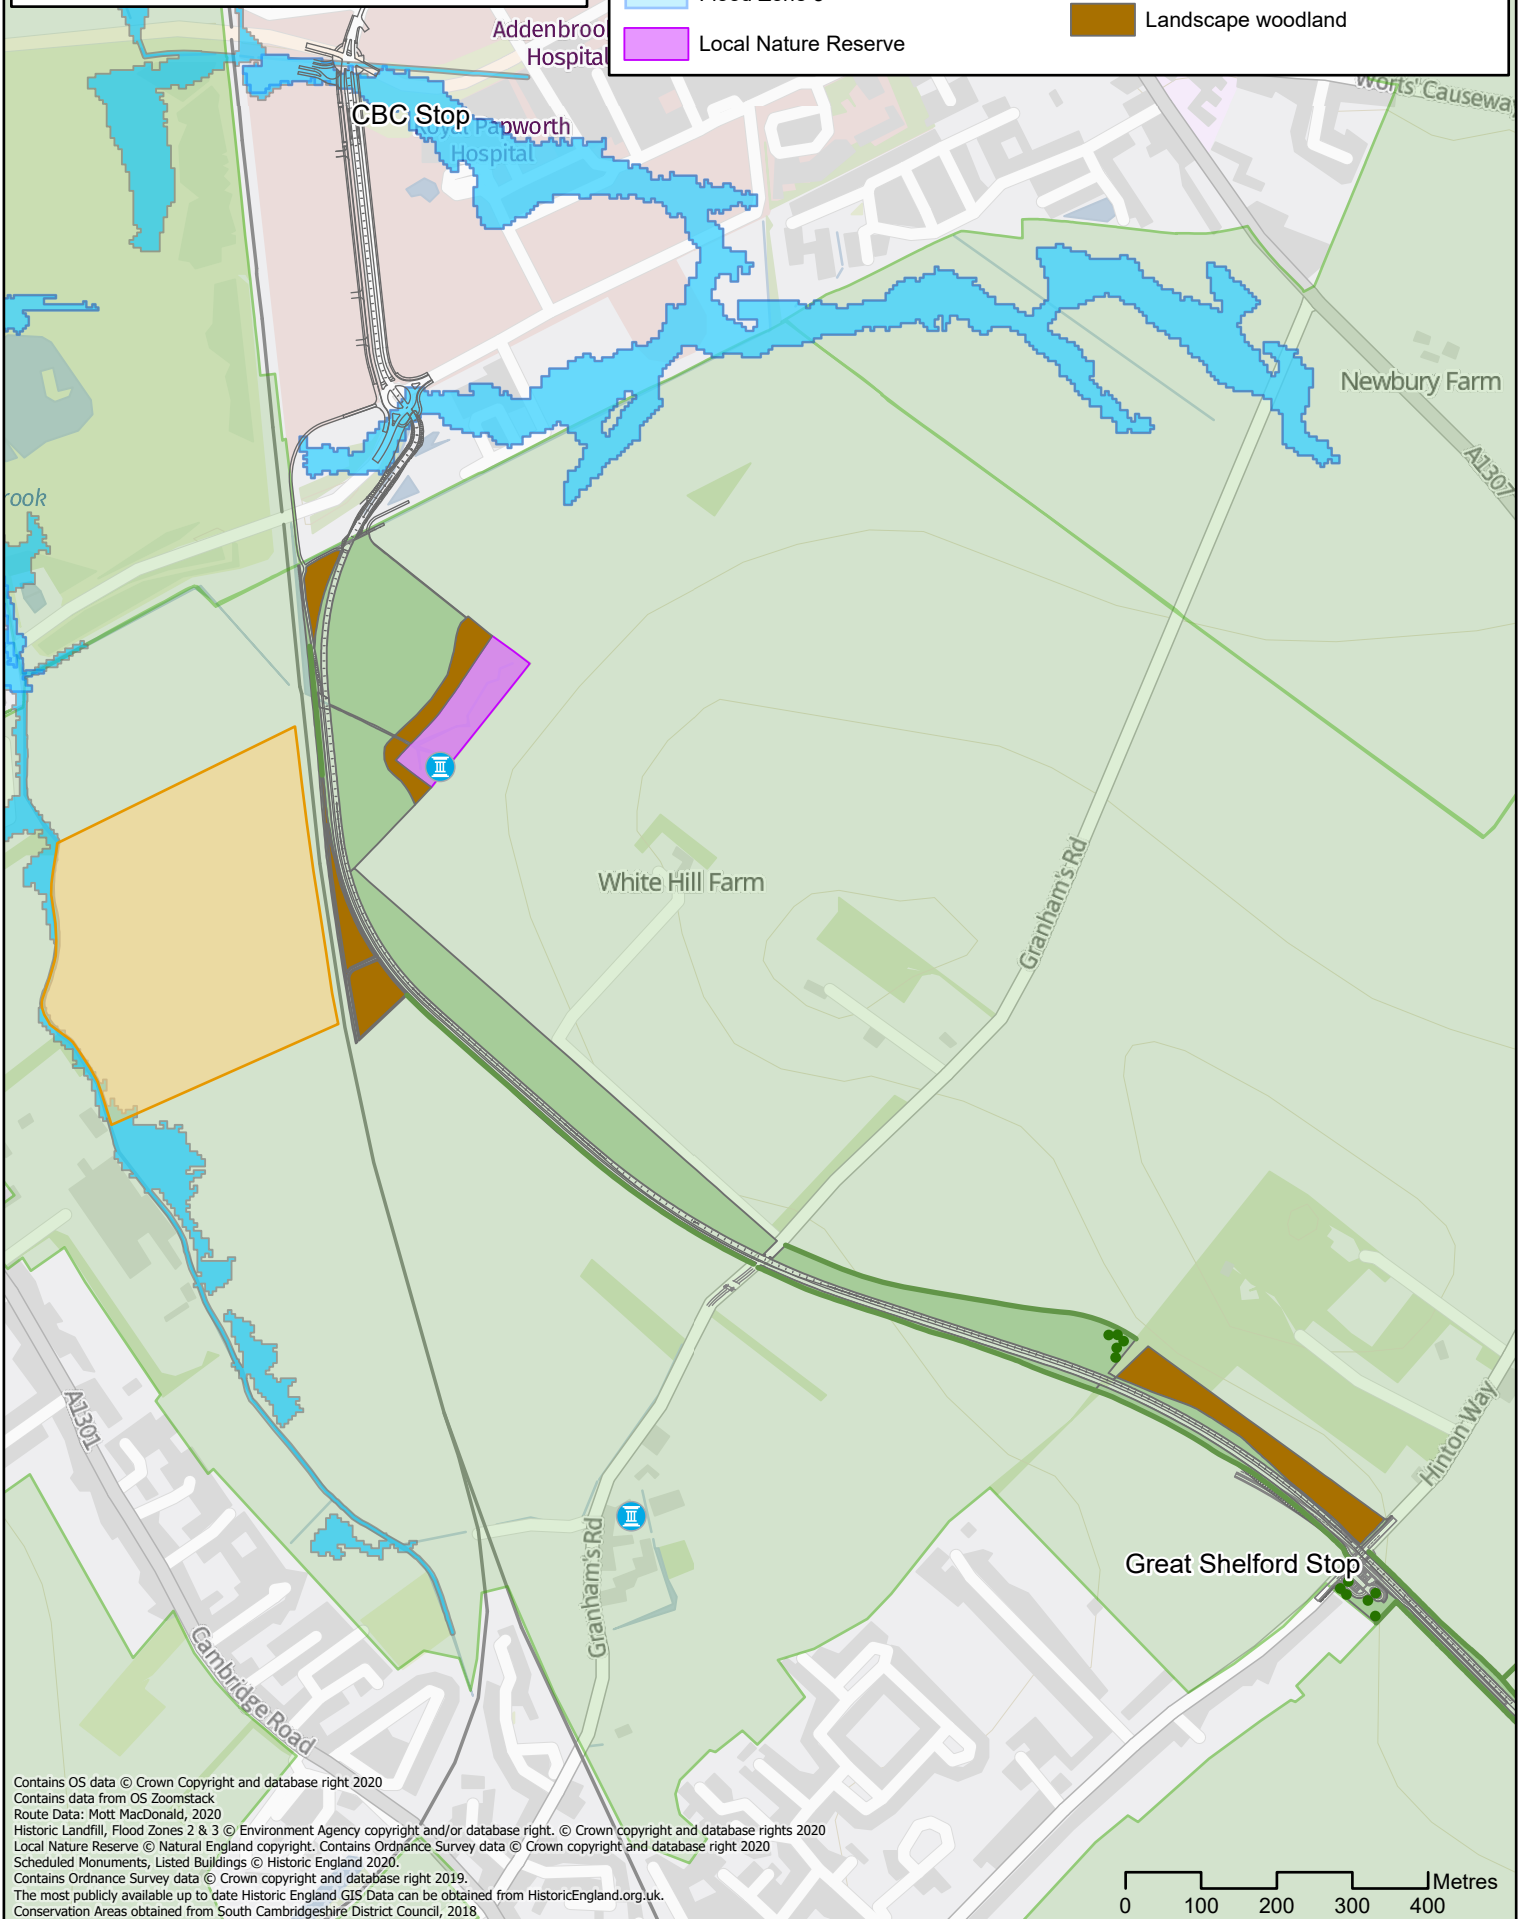 Landscape woodland
Local Nature Reserve
Hospital
Worts' Causeway
CBC Stop
Royal Papworth
Hospital
Newbury Farm
A1307
rook
White Hill Farm
Granham's Rd
A1301
Hinton Way
Granham's Rd
Great Shelford Stop
Cambridge Road
Contains OS data © Crown Copyright and database right 2020
Contains data from OS Zoomstack
Route Data: Mott MacDonald, 2020
Historic Landfill, Flood Zones 2 & 3 © Environment Agency copyright and/or database right. © Crown copyright and database rights 2020
Local Nature Reserve © Natural England copyright. Contains Ordnance Survey data © Crown copyright and database right 2020
Scheduled Monuments, Listed Buildings © Historic England 2020.
Contains Ordnance Survey data © Crown copyright and database right 2019.
The most publicly available up to date Historic England GIS Data can be obtained from HistoricEngland.org.uk.
Conservation Areas obtained from South Cambridgeshire District Council, 2018
Metres
0 100 200 300 400